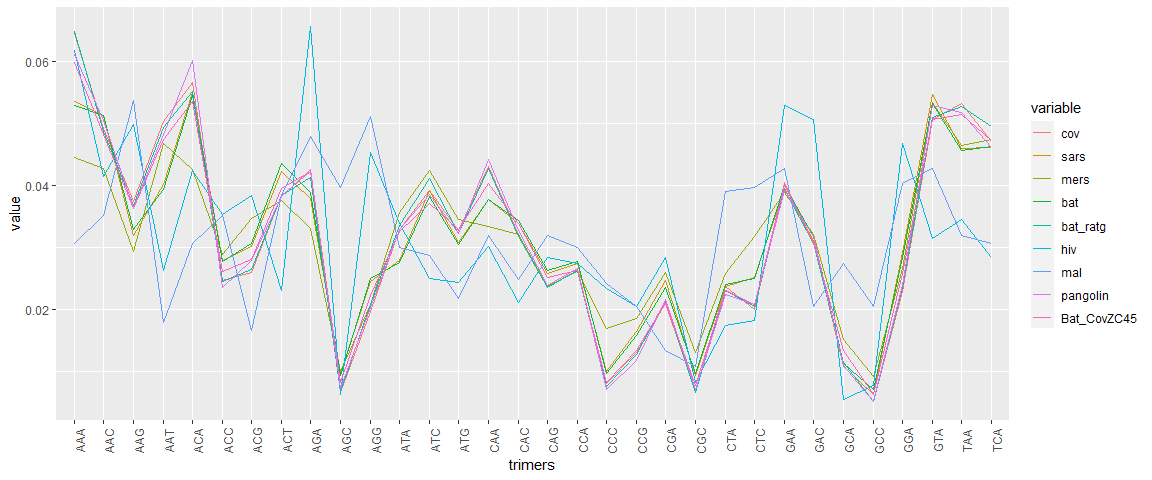 value
0.06
0.04
0.02
AAA AAC AAG AAT ACA ACC ACG ACT AGA AGC AGG ATA ATC ATG CAA CAC CAG CCA CCC CCG CGA CGC CTA CTC GAA GAC GCA GCC GGA GTA TAA TCA
trimers
variable
cov
sars
mers
bat
bat_ratg
hiv
mal
pangolin
Bat_CovZC45